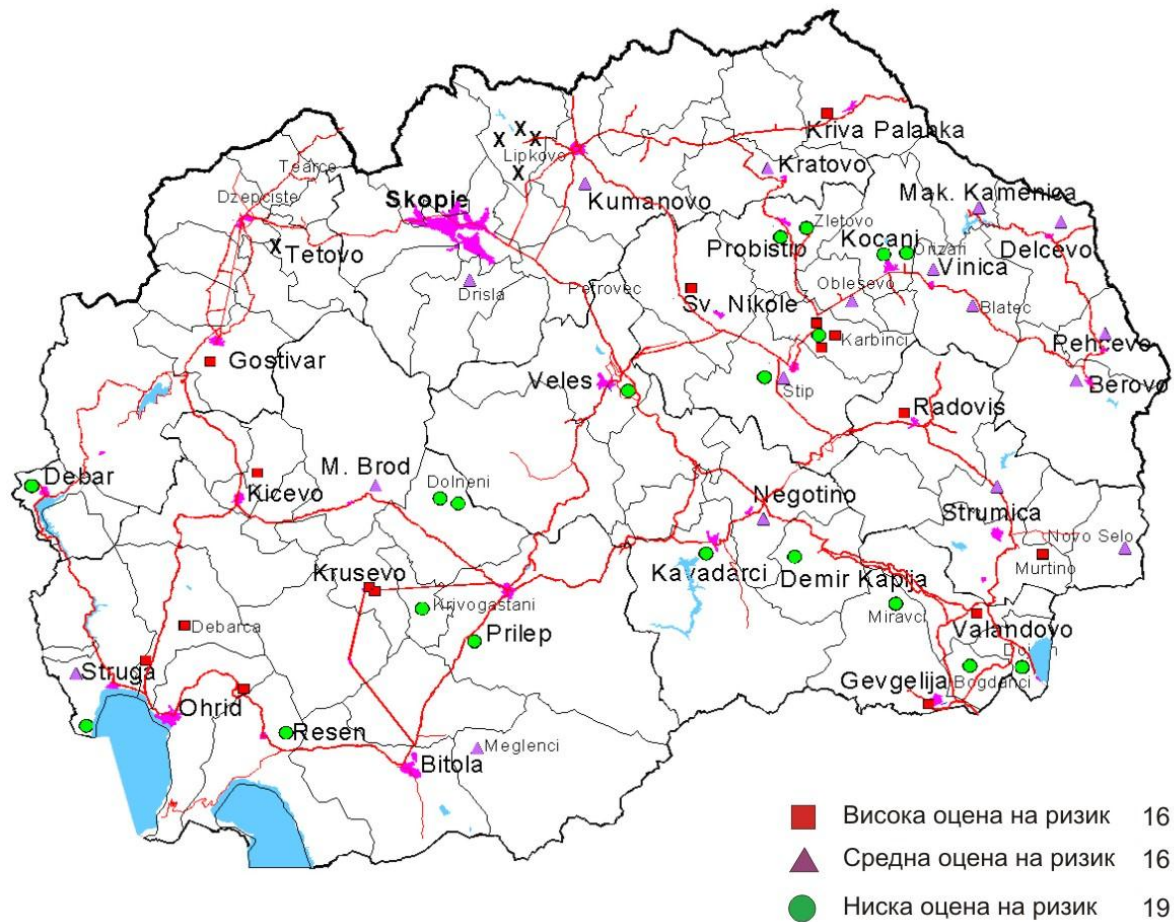 Kriva Palanka
X X X
Lipkovo
X
Tearce
Kratovo
Dzepciste
Skopje
Kumanovo
Mak. Kamenica
Zletovo
X
Tetovo
Probistip
Kocani
Orizari
Delcevo
Vinica
Drisla
Petrovec
Oblesevo
Sv. Nikole
Blatec
Karbinci
Pehcevo
Gostivar
Veles
Stip
Berovo
Radovis
M. Brod
Debar
Dolneni
Kicevo
Negotino
Strumica
Novo Selo
Kavadarci
Demir Kapija
Murtino
Krusevo
Krivogastani
Miravci
Debarca
Prilep
Valandovo
Struga
Gevgelija
Bogdanci
Ohrid
Resen
Meglenci
Bitola
Висока оцена на ризик 16
Средна оцена на ризик 16
Ниска оцена на ризик 19